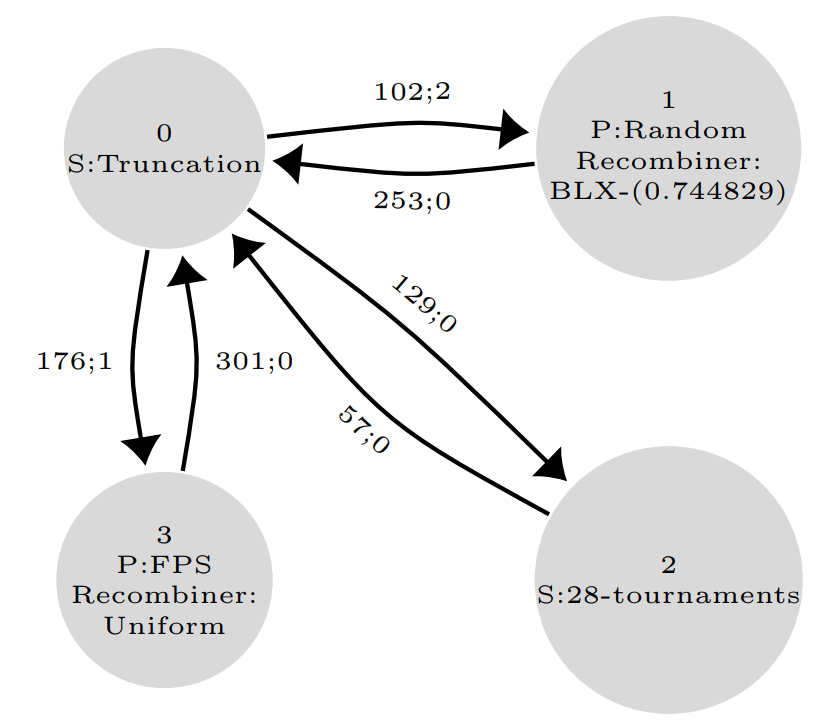 0
S:Truncation
102;2
253;0
1
P:Random
Recombiner:
BLX-(0.744829)
129;0
57;0
176;1
301;0
3
P:FPS
Recombiner:
Uniform
2
S:28-tournaments